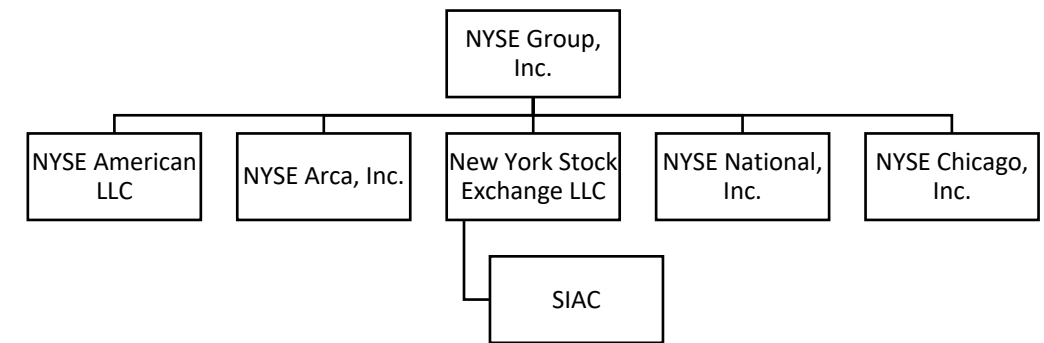 NYSE Group,
Inc.
NYSE American
LLC
NYSE Arca, Inc.
New York Stock
Exchange LLC
NYSE National,
Inc.
NYSE Chicago,
Inc.
SIAC